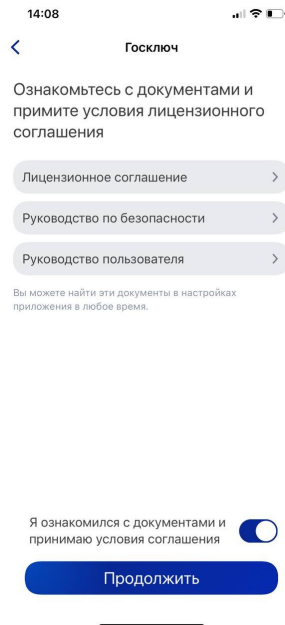 14:08
Госключ
Ознакомьтесь с документами и
примите условия лицензионного
соглашения
Лицензионное соглашение
Руководство по безопасности
Руководство пользователя
Вы можете найти эти документы в настройках
приложения в любое время.
Я ознакомился с документами и
принимаю условия соглашения
Продолжить